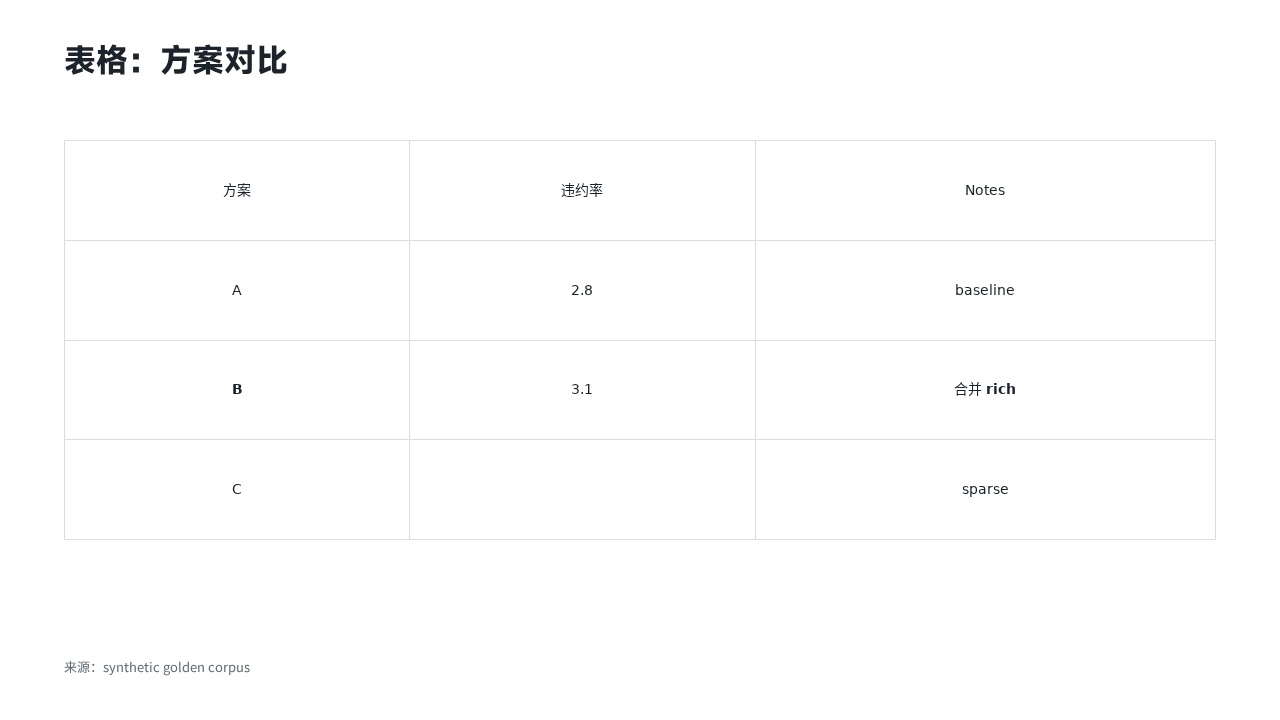 表格：方案对比
方案 违约率 Notes
A 2.8 baseline
B 3.1 合并 rich
C sparse
来源：synthetic golden corpus